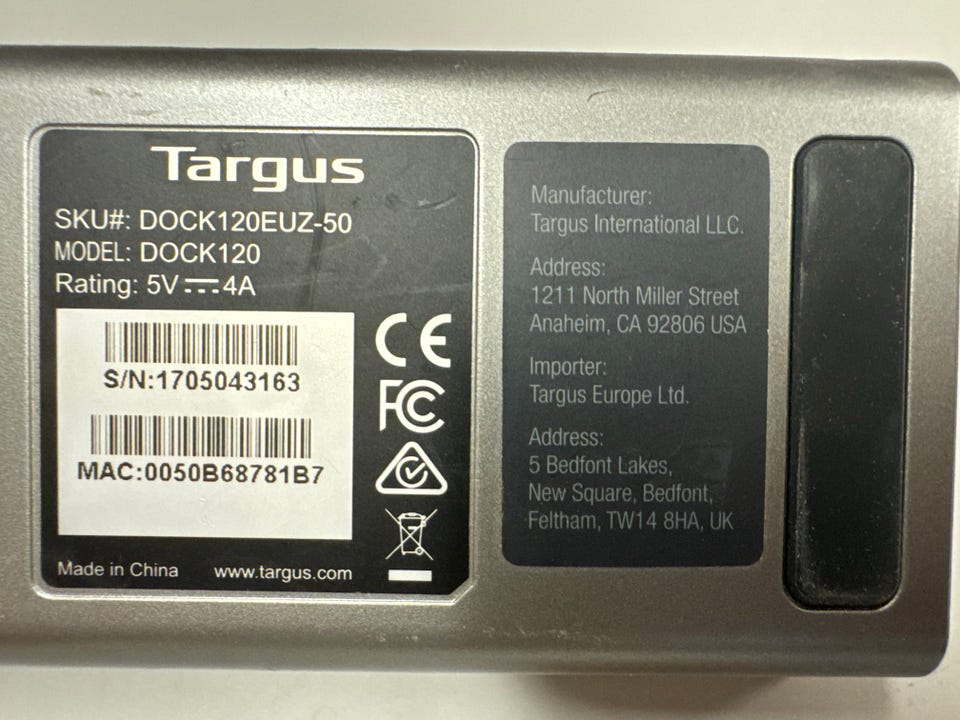 Targus
SKU#: DOCK120EUZ-50
MODEL: DOCK120
Rating: 5V⎓4A
S/N:1705043163
MAC:0050B68781B7
CE
FC
Made in China
www.targus.com
Manufacturer:
Targus International LLC.
Address:
1211 North Miller Street
Anaheim, CA 92806 USA
Importer:
Targus Europe Ltd.
Address:
5 Bedfont Lakes,
New Square, Bedfont,
Feltham, TW14 8HA, UK